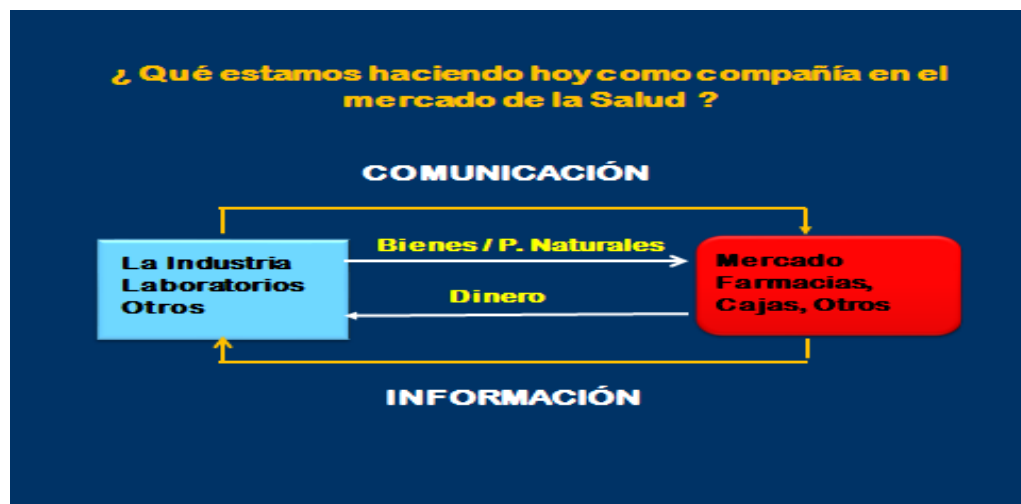 ¿ Qué estamos haciendo hoy como compañía en el
mercado de la Salud ?
COMUNICACIÓN
Bienes / P. Naturales
La Industria
Laboratorios
Otros
Mercado
Farmacias,
Cajas, Otros
Dinero
INFORMACIÓN